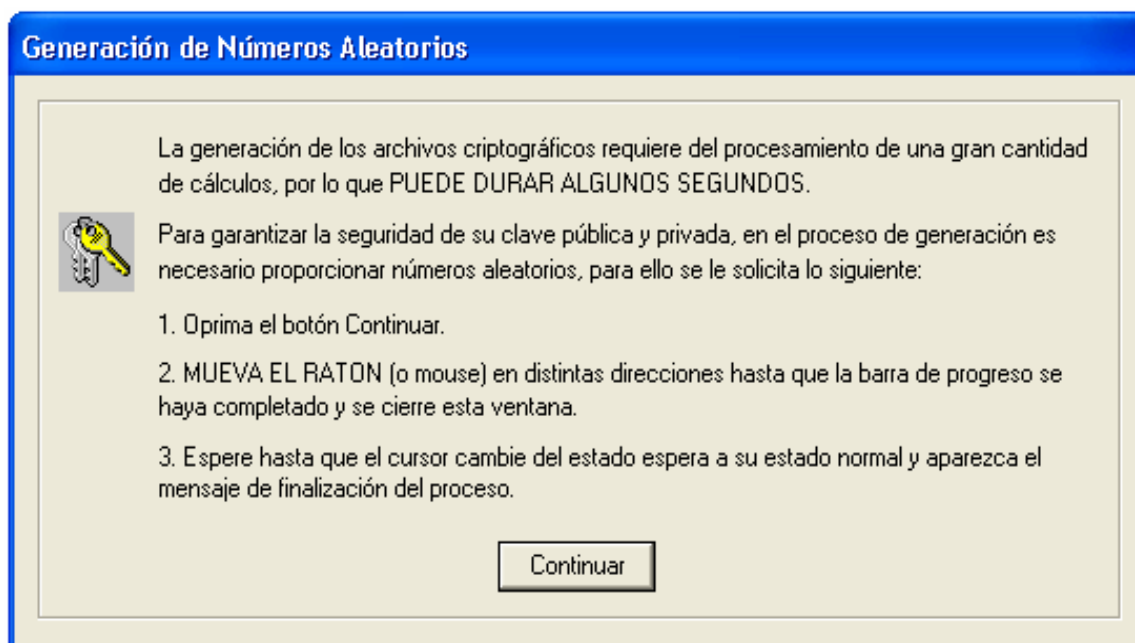 Generación de Números Aleatorios
La generación de los archivos criptográficos requiere del procesamiento de una gran cantidad
de cálculos, por lo que PUEDE DURAR ALGUNOS SEGUNDOS.
Para garantizar la seguridad de su clave pública y privada, en el proceso de generación es
necesario proporcionar números aleatorios, para ello se le solicita lo siguiente:
1. Oprima el botón Continuar.
2. MUEVA EL RATON (o mouse) en distintas direcciones hasta que la barra de progreso se
haya completado y se cierre esta ventana.
3. Espere hasta que el cursor cambie del estado espera a su estado normal y aparezca el
mensaje de finalización del proceso.
Continuar